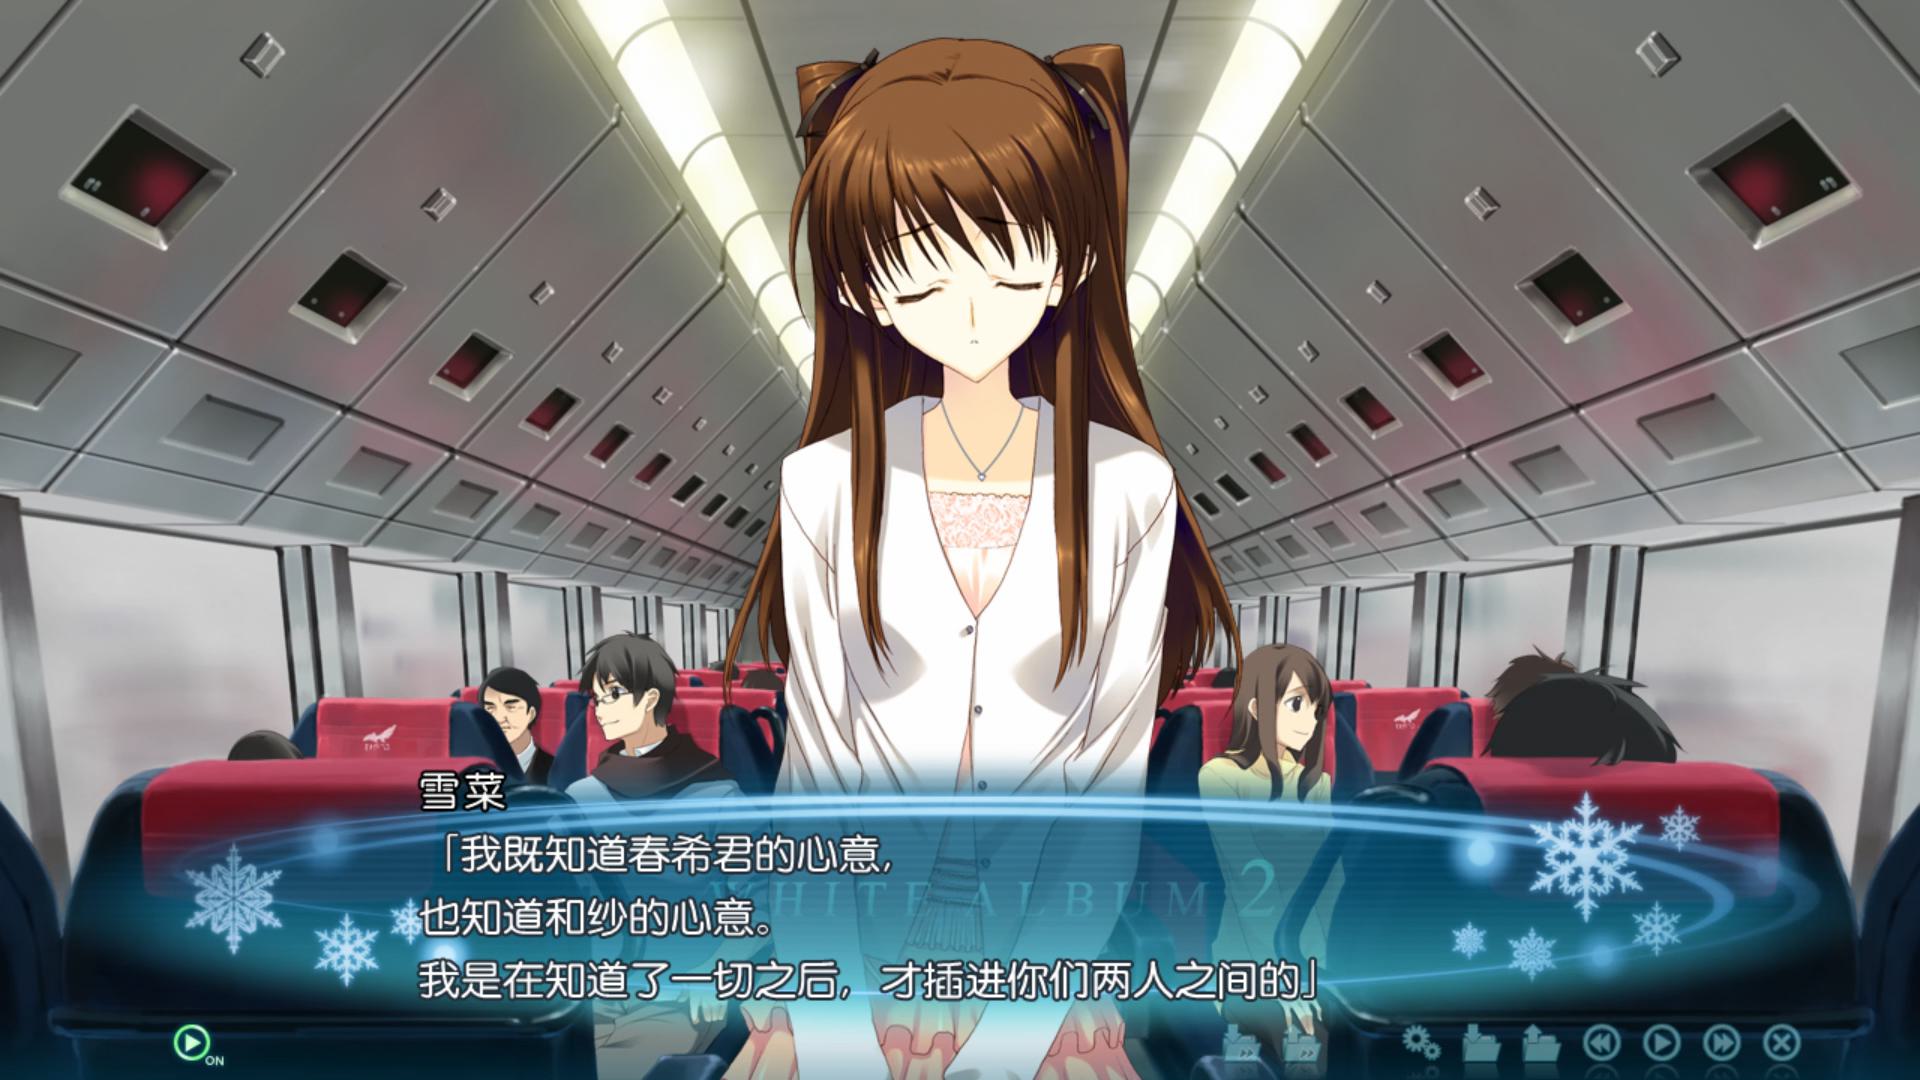 雪菜
「我既知道春希君的心意,
也知道和纱的心意。
我是在知道了一切之后, 才插进你们两人之间的」
WHITE ALBUM 2
ON